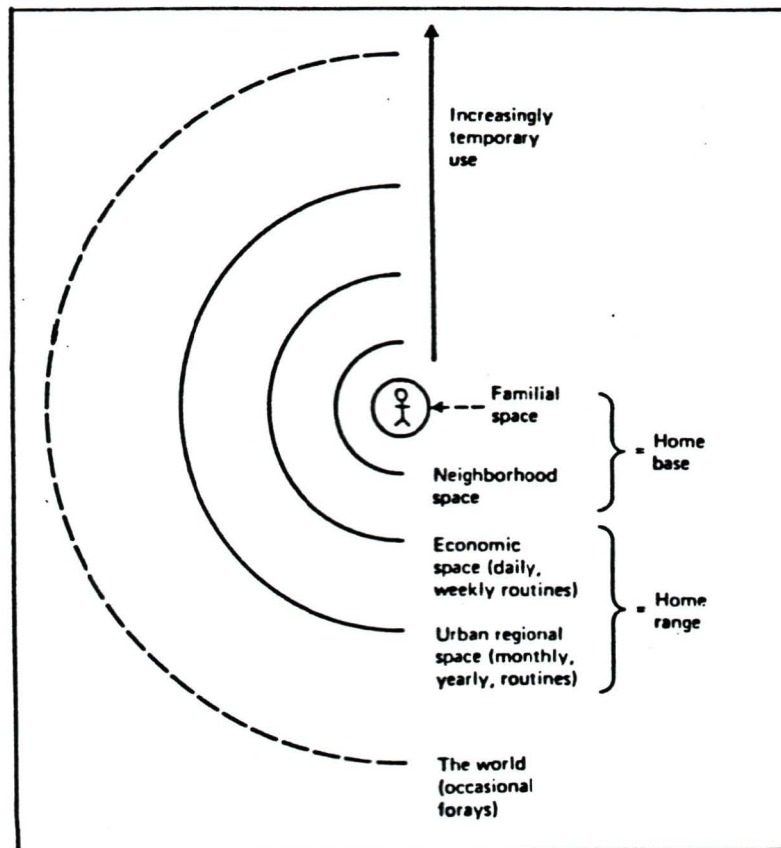 Increasingly
temporary
use
Familial
space
= Home
base
Neighborhood
space
Economic
space (daily,
weekly routines)
= Home
range
Urban regional
space (monthly,
yearly, routines)
The world
(occasional
forays)